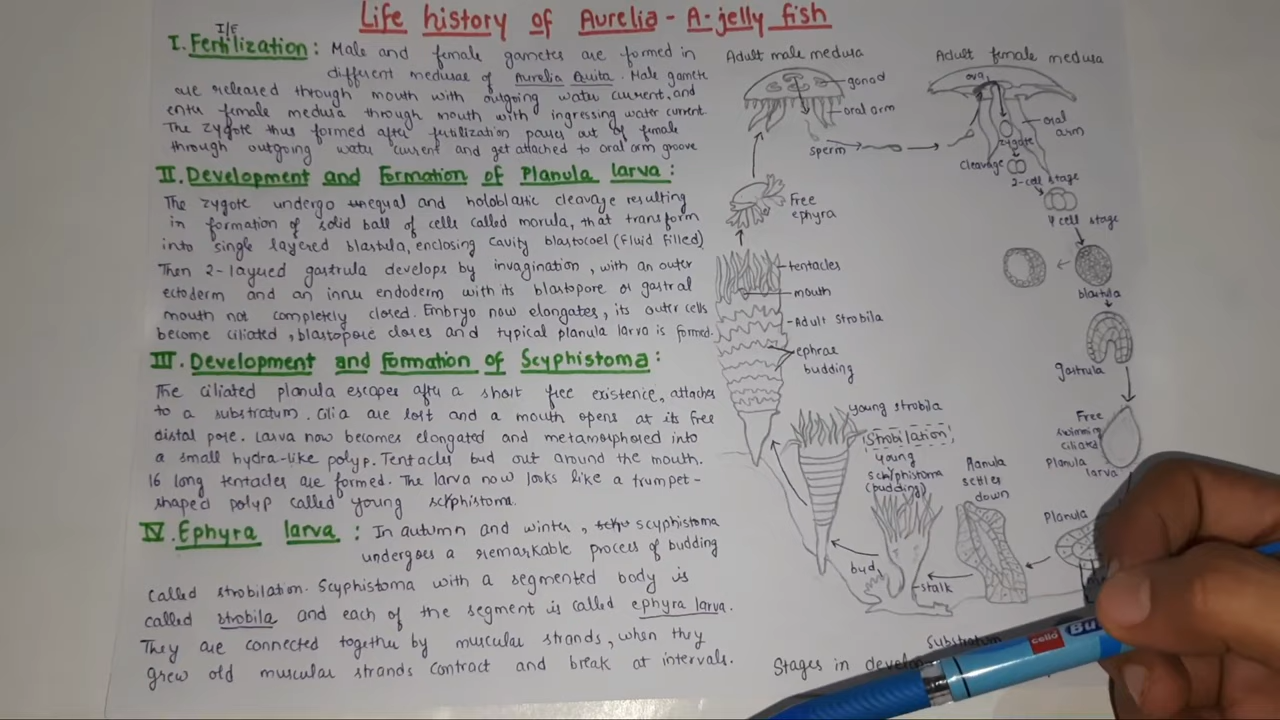 Life history of Aurelia - A-jelly fish
I/E
I. Fertilization : Male and female gametes are formed in
different medusae of Aurelia Aurita. Male gamete
are released through mouth with outgoing water current, and
enter female medusa through mouth with ingressing water current.
The zygote thus formed after fertilization passes out of female
through outgoing water current and get attached to oral arm groove
II. Development and Formation of Planula larva :
The zygote undergo unequal and holoblastic cleavage resulting
in formation of solid ball of cells called morula, that transform
into single layered blastula, enclosing cavity blastocoel (Fluid filled)
Then 2-layered gastrula develops by invagination, with an outer
ectoderm and an inner endoderm with its blastopore or gastral
mouth not completely closed. Embryo now elongates, its outer cells
become ciliated, blastopore closes and typical planula larva is formed.
III. Development and Formation of Scyphistoma :
The ciliated planula escapes after a short free existence, attaches
to a substratum. Cilia are lost and a mouth opens at its free
distal pore. Larva now becomes elongated and metamorphosed into
a small hydra-like polyp. Tentacles bud out around the mouth.
16 long tentacles are formed. The larva now looks like a trumpet-
shaped polyp called young scyphistoma.
IV. Ephyra larva : In autumn and winter, scyphistoma
undergoes a remarkable process of budding
called strobilation. Scyphistoma with a segmented body is
called strobila and each of the segment is called ephyra larva.
They are connected together by muscular strands, when they
grew old muscular strands contract and break at intervals.
Adult male medusa
gonad
oral arm
sperm
Adult female medusa
ova
oral
arm
zygote
cleavage
2-cell stage
4 cell stage
blastula
gastrula
Free
swimming
ciliated
Planula
larva
Planula
Planula
settles
down
Free
ephyra
tentacles
mouth
Adult strobila
ephrae
budding
young strobila
Strobilation
young
scyphistoma
(budding)
bud
stalk
Substratum
Stages in develop
cello
Bu